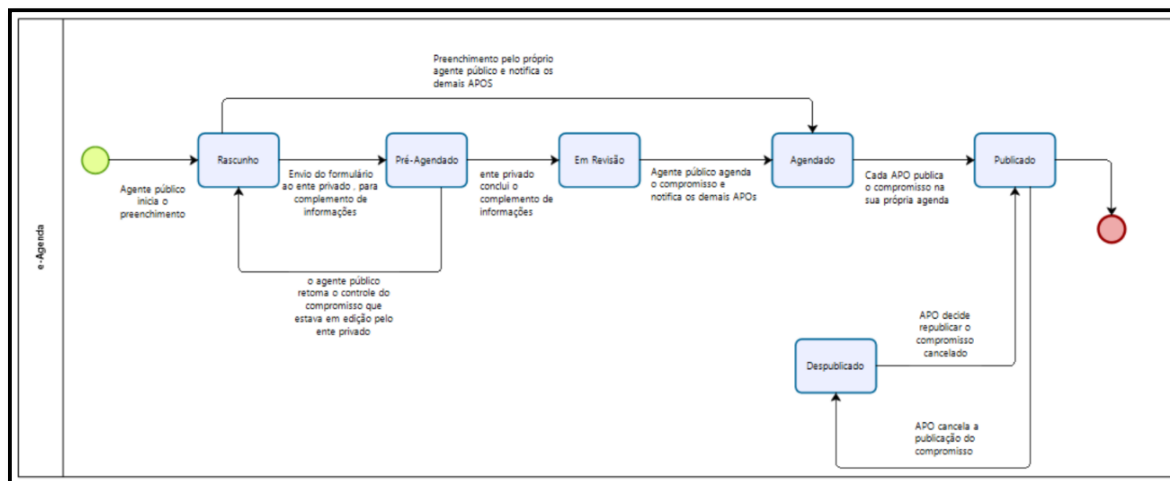 e-Agenda
Preenchimento pelo próprio
agente público e notifica os
demais APOS
Rascunho
Pré-Agendado
Em Revisão
Agendado
Publicado
Agente público
inicia o
preenchimento
Envio do formulário
ao ente privado , para
complemento de
informações
ente privado
conclui o
complemento de
informações
Agente público agenda
o compromisso e
notifica os demais APOs
Cada APO publica
o compromisso na
sua própria agenda
o agente público
retoma o controle do
compromisso que
estava em edição pelo
ente privado
APO decide
republicar o
compromisso
cancelado
Despublicado
APO cancela a
publicação do
compromisso